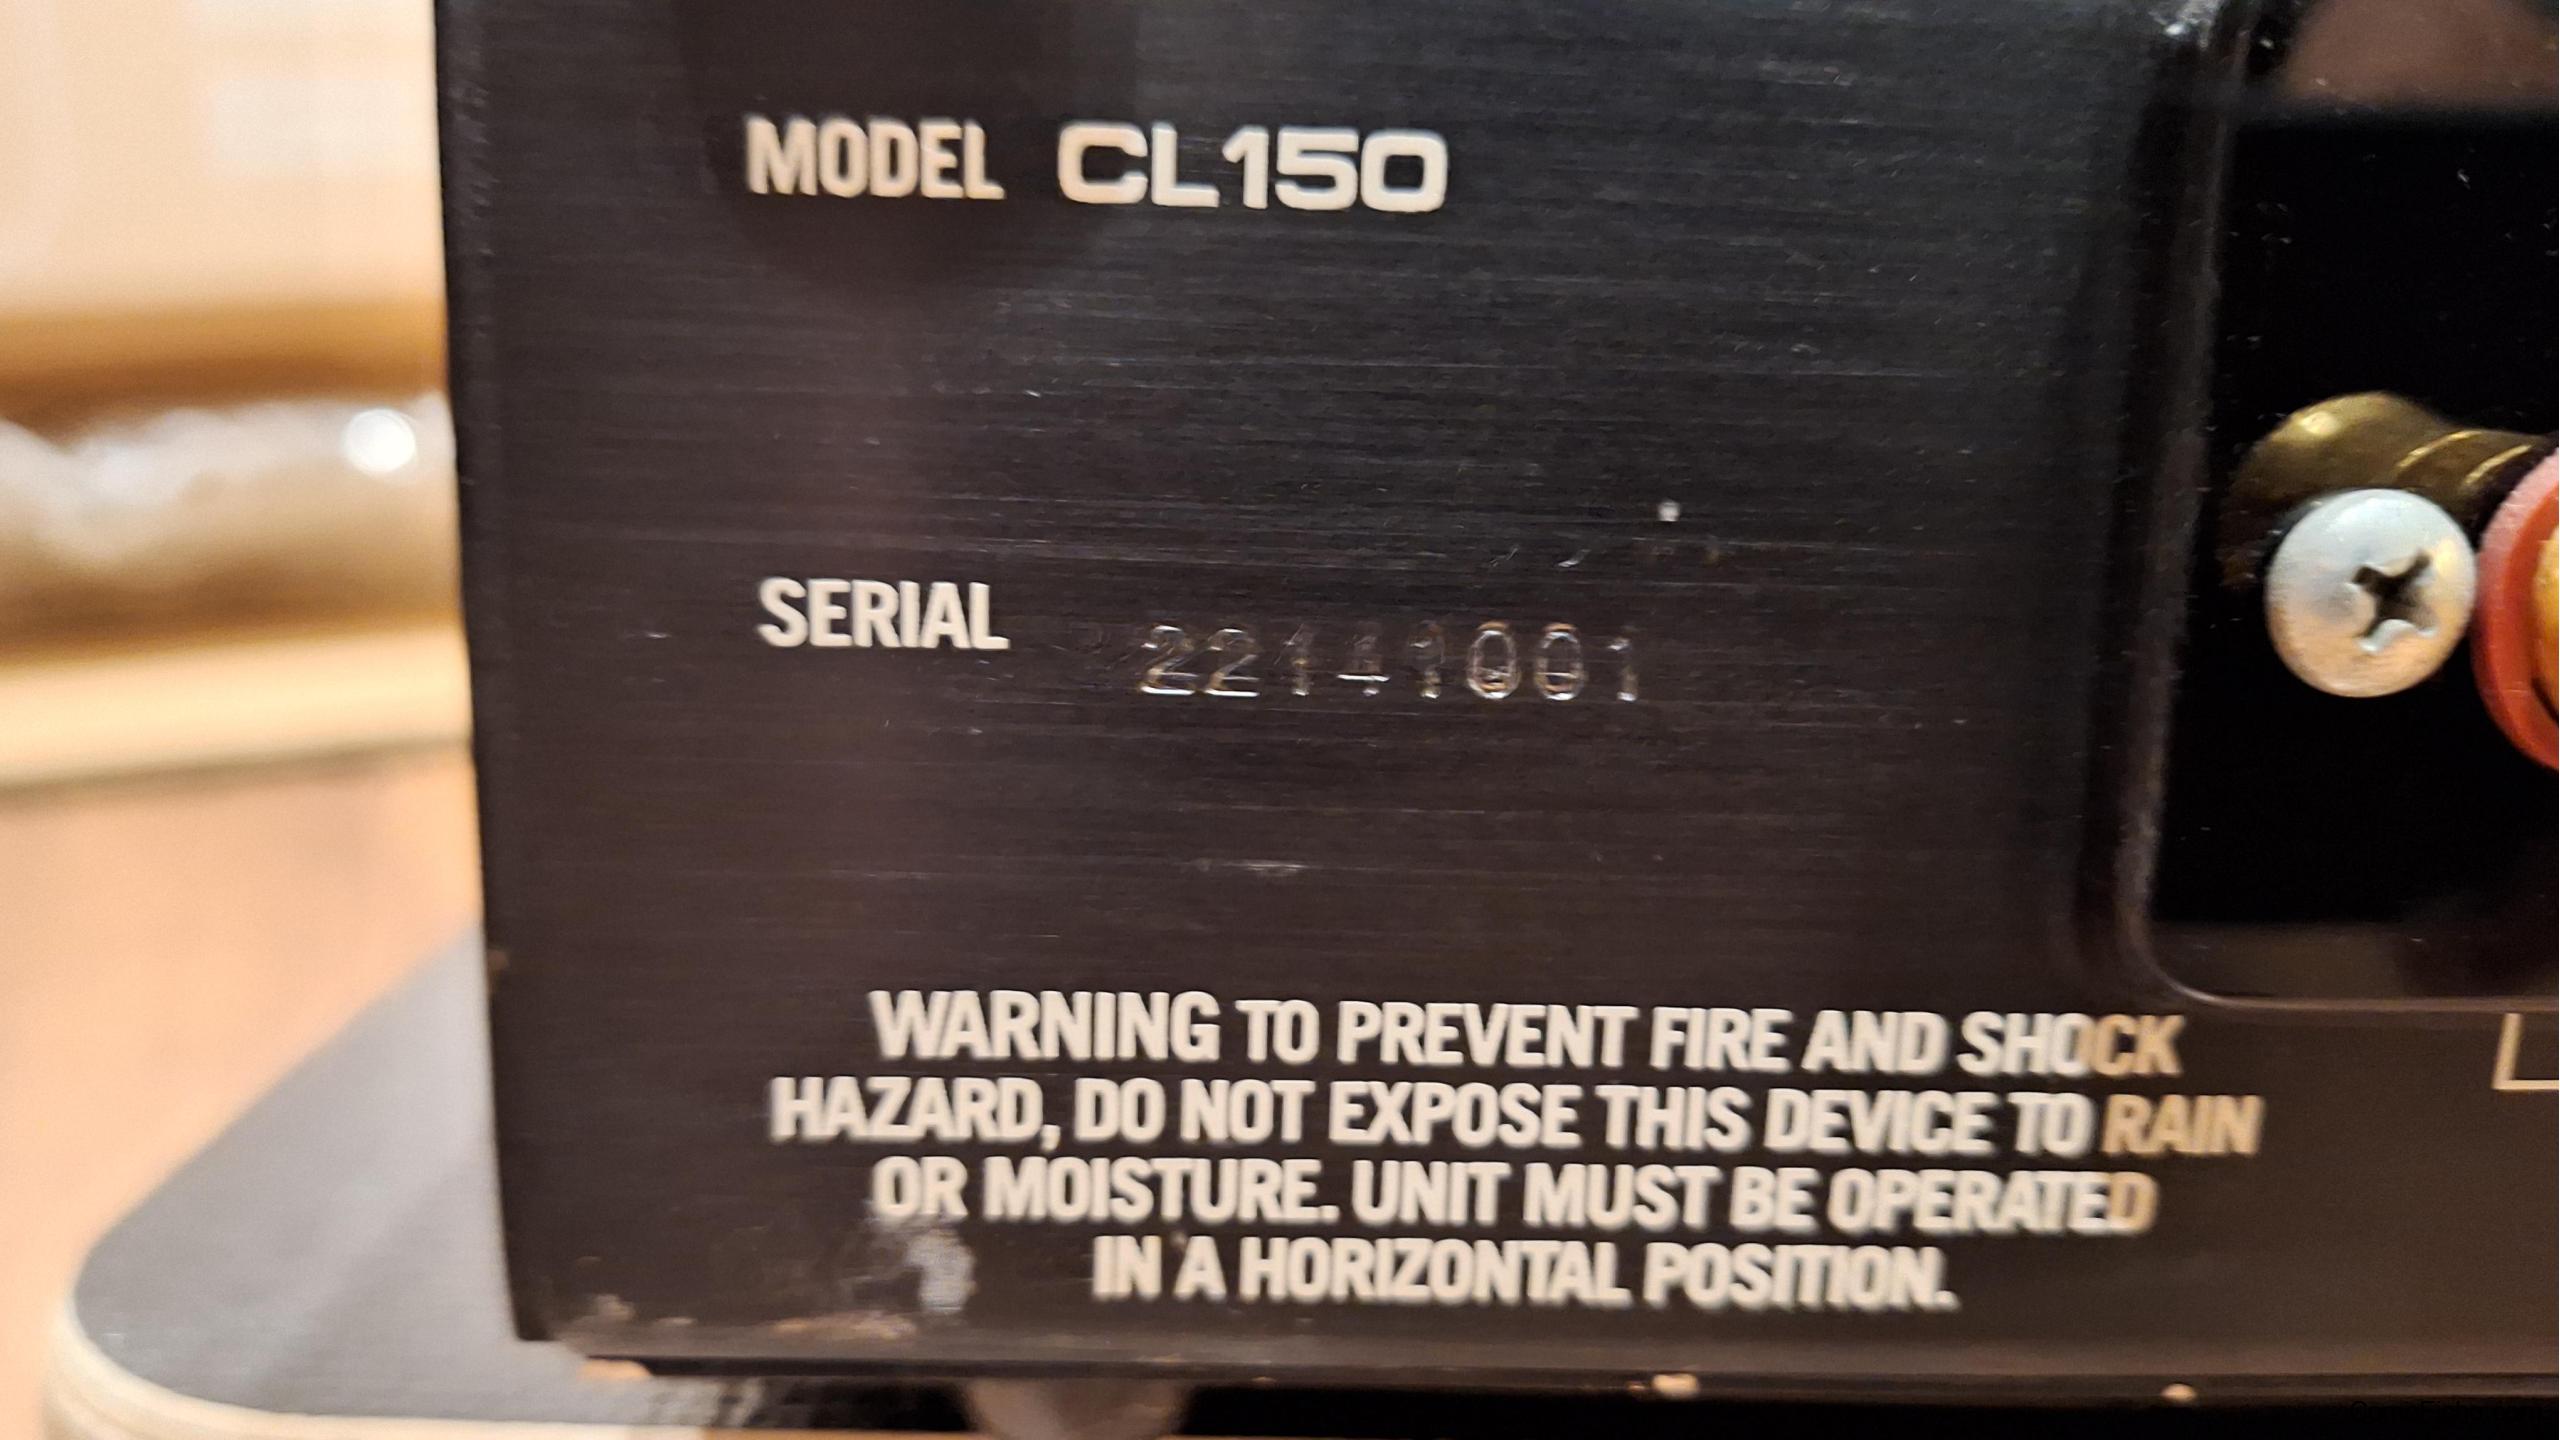 MODEL CL150
SERIAL 22149001
WARNING TO PREVENT FIRE AND SHOCK
HAZARD, DO NOT EXPOSE THIS DEVICE TO RAIN
OR MOISTURE. UNIT MUST BE OPERATED
IN A HORIZONTAL POSITION.